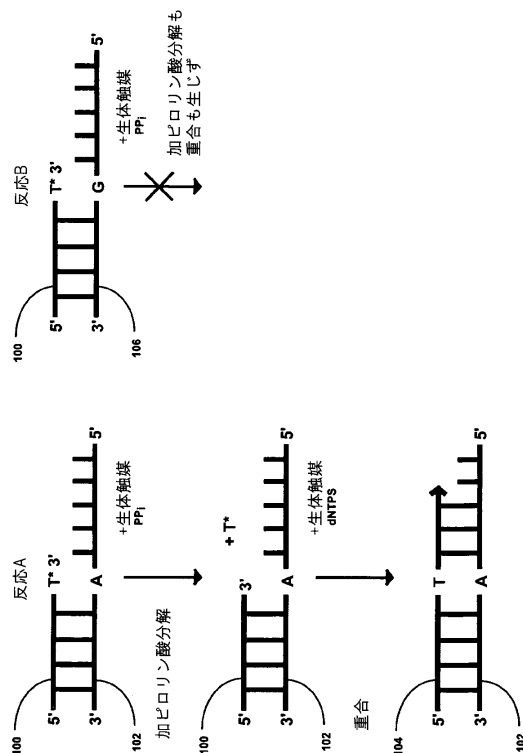 反応A
100
5'
T* 3'
3'
A
5'
102
+生体触媒
PPi
加ピロリン酸分解
100
5'
3'
+ T*
3'
A
5'
102
+生体触媒
dNTPS
重合
104
5'
T
3'
A
5'
102
反応B
100
5'
T* 3'
3'
G
5'
106
+生体触媒
PPi
加ピロリン酸分解も
重合も生じず